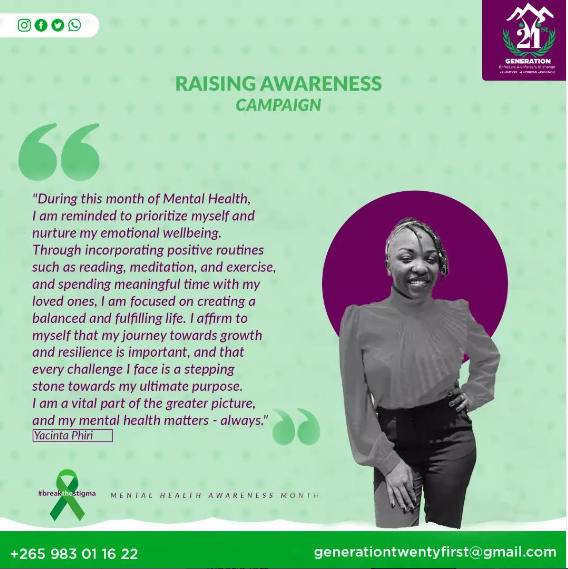 21st
GENERATION
RAISING AWARENESS
CAMPAIGN
"During this month of Mental Health,
I am reminded to prioritize myself and
nurture my emotional wellbeing.
Through incorporating positive routines
such as reading, meditation, and exercise,
and spending meaningful time with my
loved ones, I am focused on creating a
balanced and fulfilling life. I affirm to
myself that my journey towards growth
and resilience is important, and that
every challenge I face is a stepping
stone towards my ultimate purpose.
I am a vital part of the greater picture,
and my mental health matters - always."
Yacinta Phiri
#breakthestigma
MENTAL HEALTH AWARENESS MONTH
+265 983 01 16 22
generationtwentyfirst@gmail.com